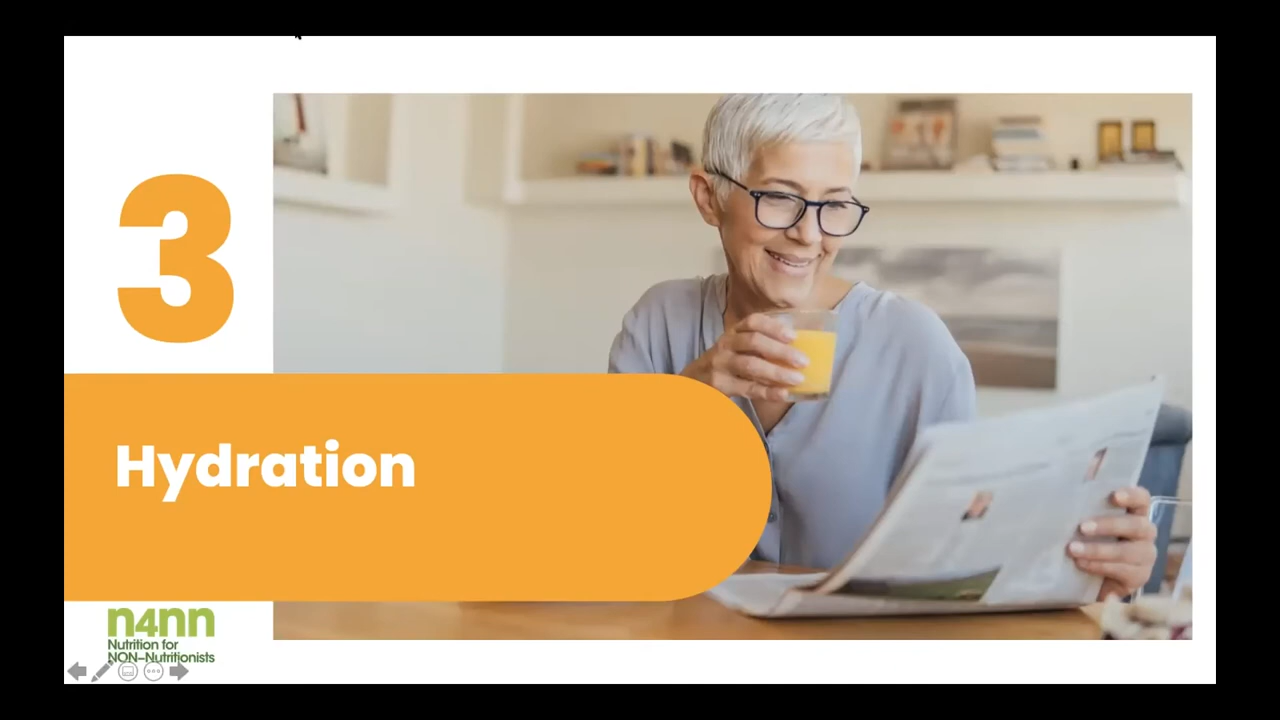 3
Hydration
n4nn
Nutrition for
NON-Nutritionists